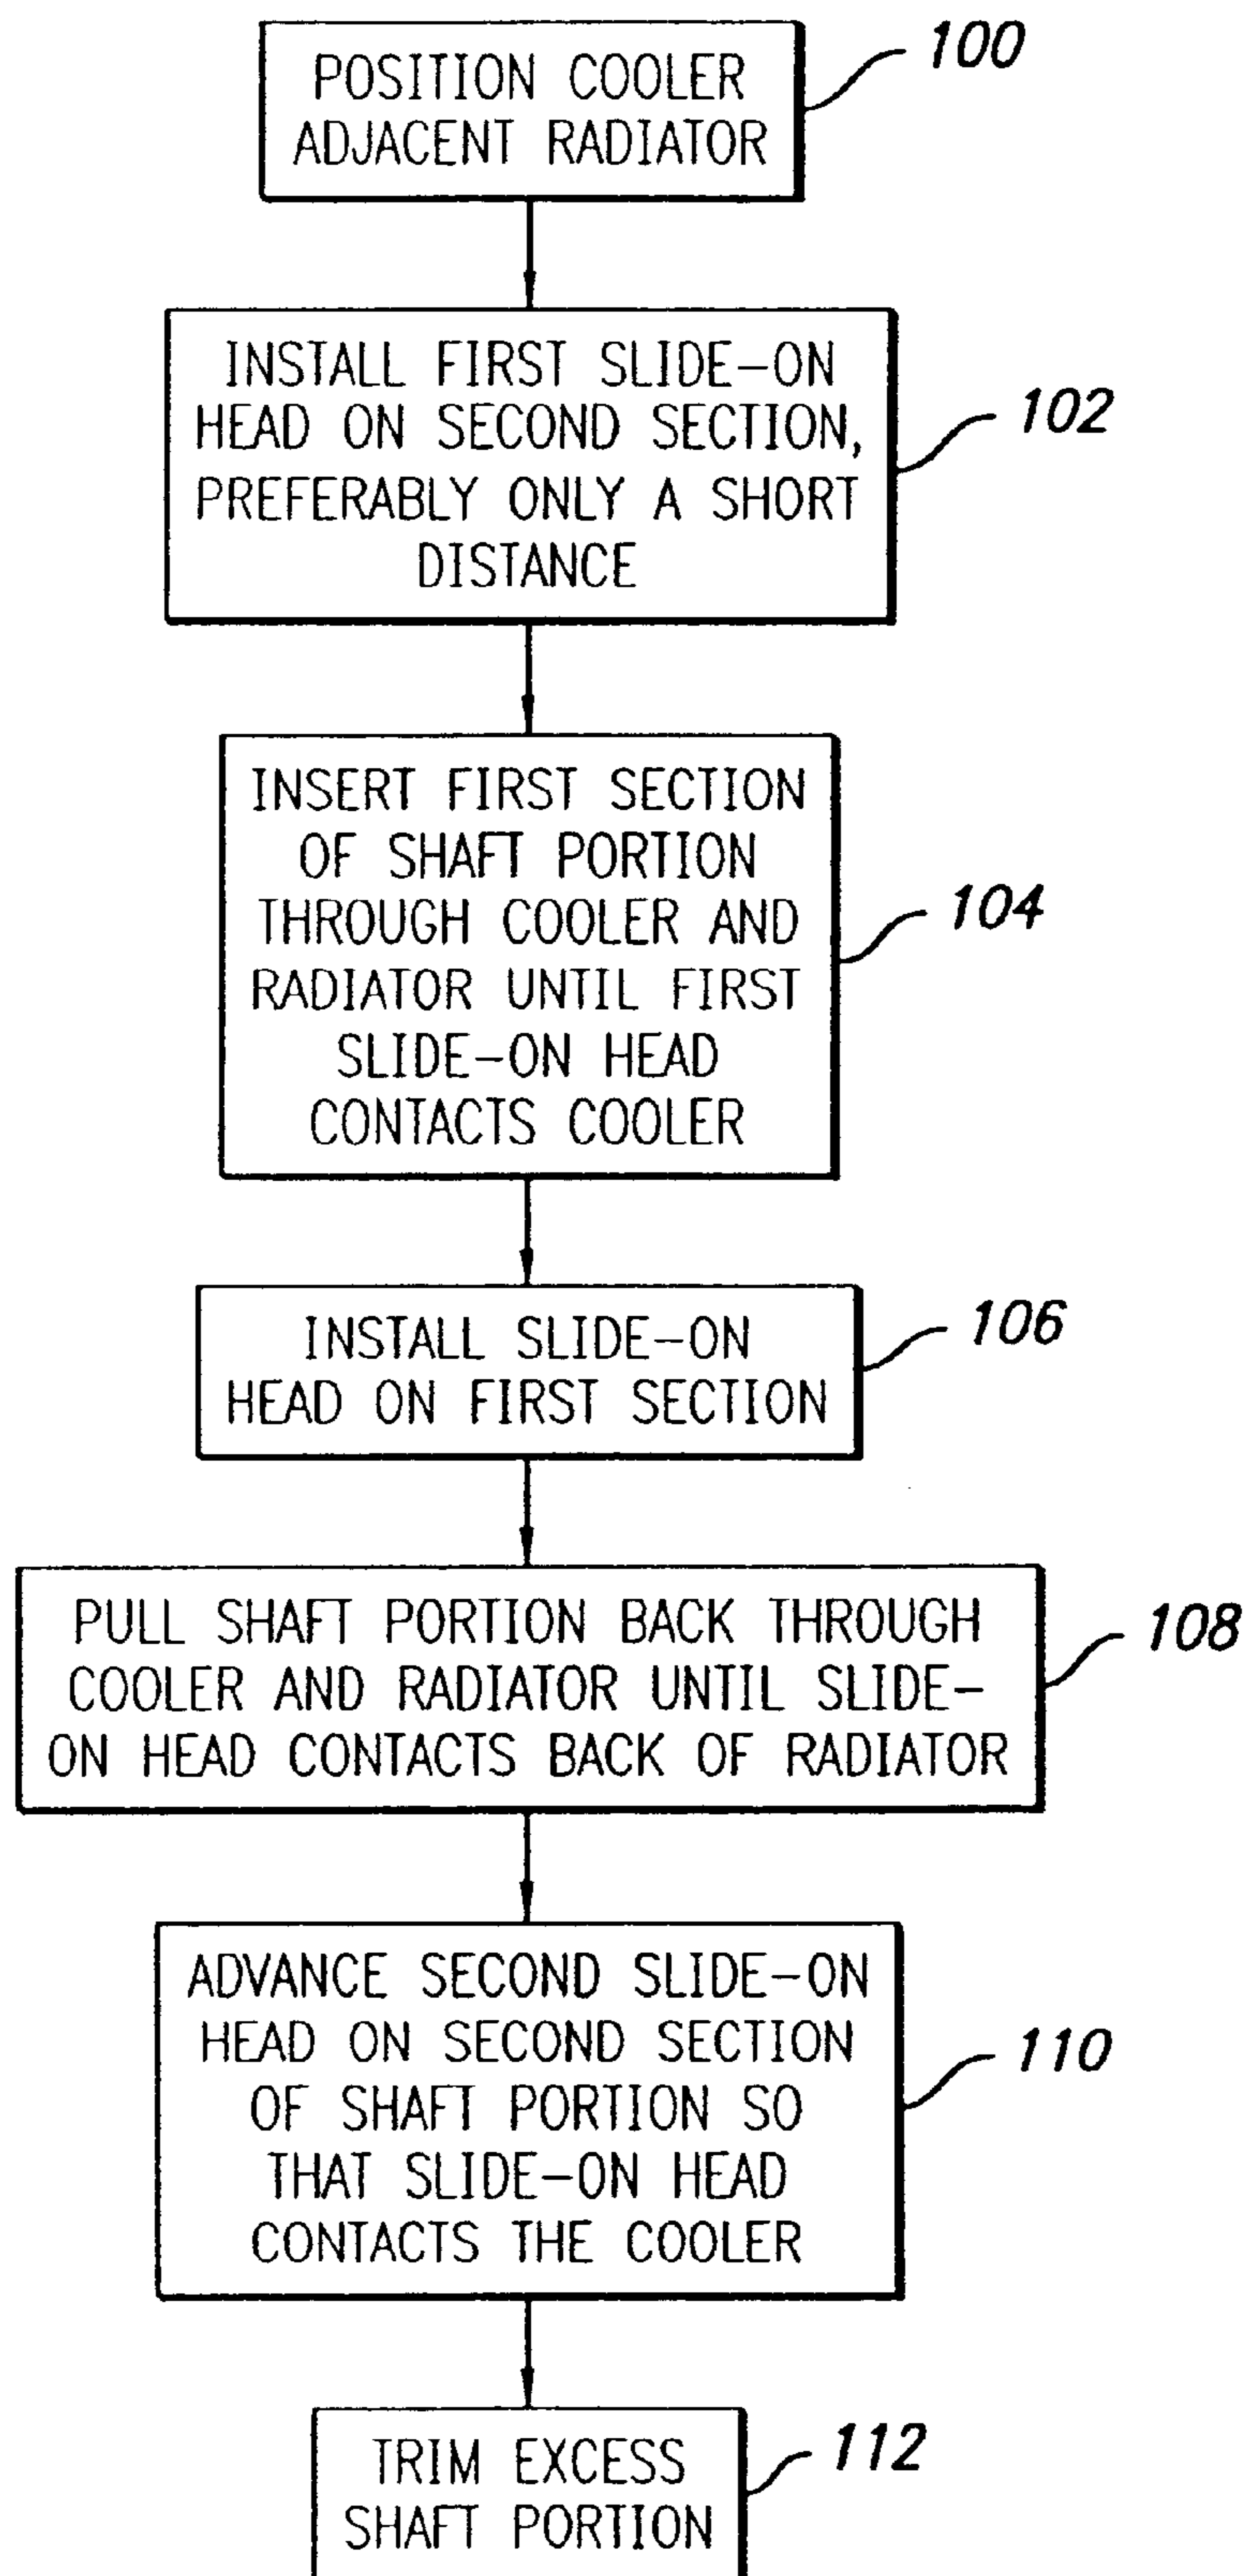 POSITION COOLER
ADJACENT RADIATOR
100
INSTALL FIRST SLIDE-ON
HEAD ON SECOND SECTION,
PREFERABLY ONLY A SHORT
DISTANCE
102
INSERT FIRST SECTION
OF SHAFT PORTION
THROUGH COOLER AND
RADIATOR UNTIL FIRST
SLIDE-ON HEAD
CONTACTS COOLER
104
INSTALL SLIDE-ON
HEAD ON FIRST SECTION
106
PULL SHAFT PORTION BACK THROUGH
COOLER AND RADIATOR UNTIL SLIDE-
ON HEAD CONTACTS BACK OF RADIATOR
108
ADVANCE SECOND SLIDE-ON
HEAD ON SECOND SECTION
OF SHAFT PORTION SO
THAT SLIDE-ON HEAD
CONTACTS THE COOLER
110
TRIM EXCESS
SHAFT PORTION
112